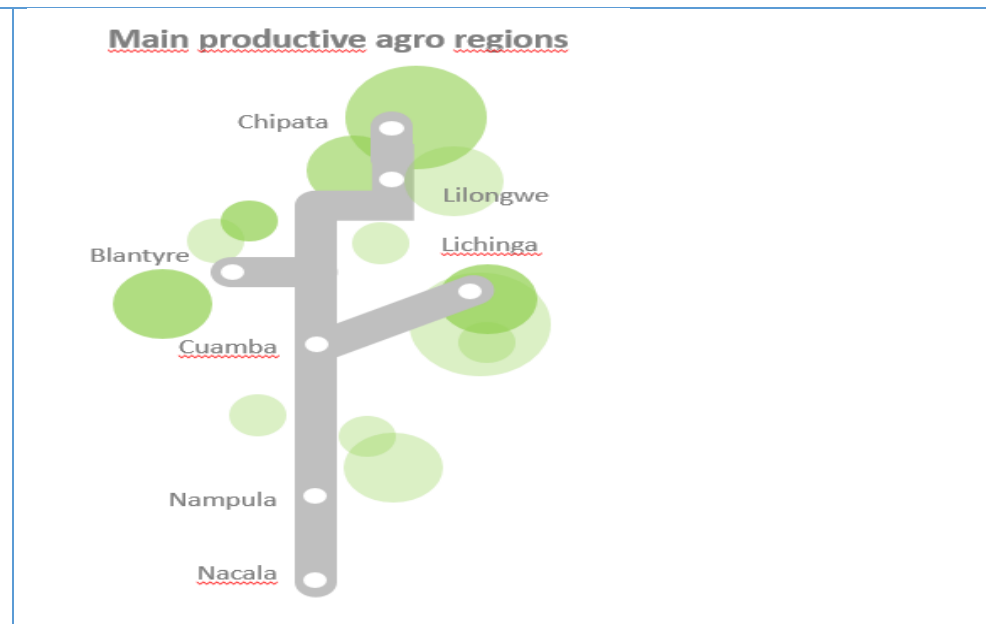 Main productive agro regions
Chipata
Lilongwe
Lichinga
Blantyre
Cuamba
Nampula
Nacala